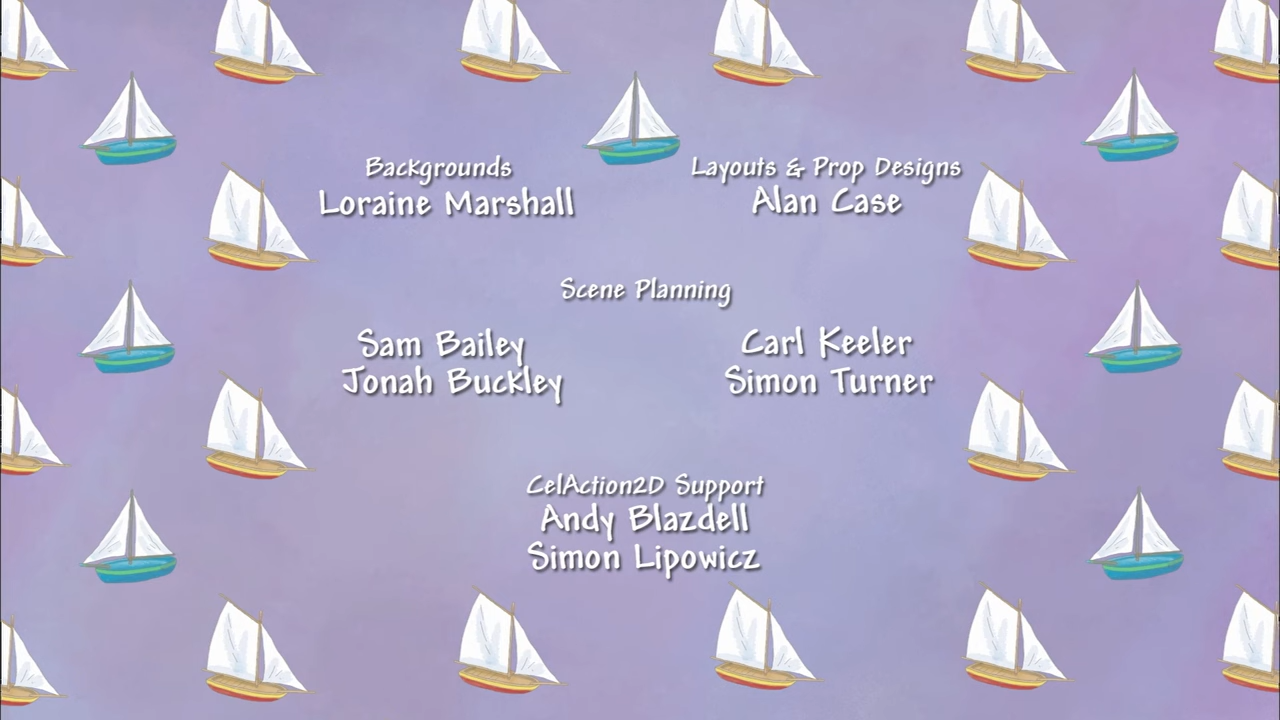 Backgrounds
Loraine Marshall
Layouts & Prop Designs
Alan Case
Scene Planning
Sam Bailey
Jonah Buckley
Carl Keeler
Simon Turner
CelAction2D Support
Andy Blazdell
Simon Lipowicz